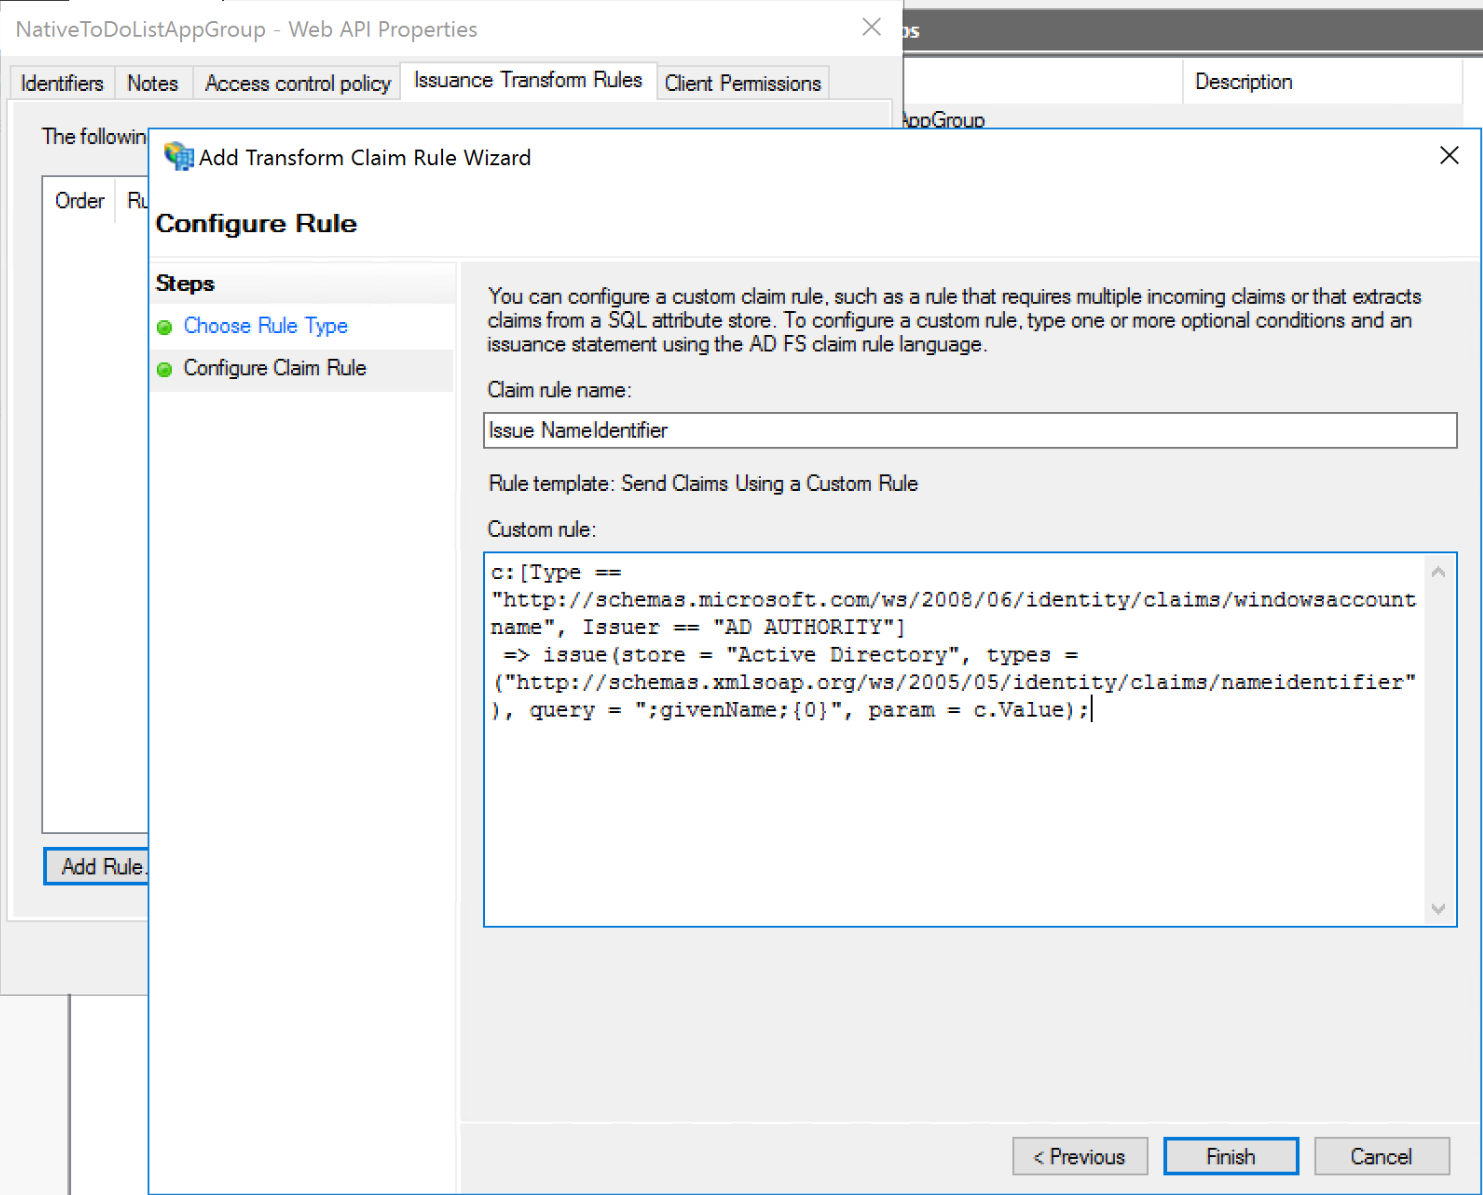 NativeToDoListAppGroup - Web API Properties
ps
Identifiers Notes Access control policy Issuance Transform Rules Client Permissions
Description
AppGroup
The following
Add Transform Claim Rule Wizard
Order Ru
Configure Rule
Steps
Choose Rule Type
Configure Claim Rule
You can configure a custom claim rule, such as a rule that requires multiple incoming claims or that extracts
claims from a SQL attribute store. To configure a custom rule, type one or more optional conditions and an
issuance statement using the AD FS claim rule language.
Claim rule name:
Issue NameIdentifier
Rule template: Send Claims Using a Custom Rule
Custom rule:
c:[Type ==
"http://schemas.microsoft.com/ws/2008/06/identity/claims/windowsaccount
name", Issuer == "AD AUTHORITY"]
=> issue(store = "Active Directory", types =
("http://schemas.xmlsoap.org/ws/2005/05/identity/claims/nameidentifier"
), query = ";givenName;{0}", param = c.Value);
Add Rule.
< Previous Finish Cancel